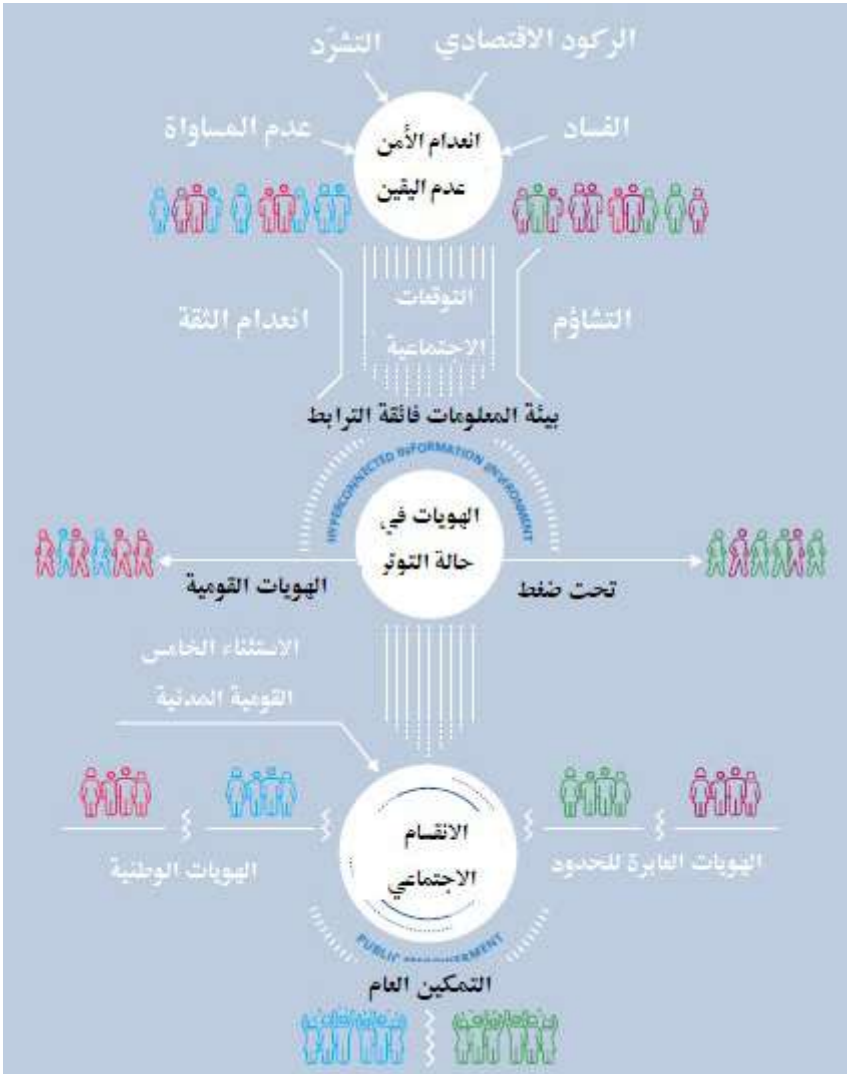 الركود الاقتصادي
التشرّد
الفساد
عدم المساواة
انعدام الأمن
عدم اليقين
التوقعات
الاجتماعية
التشاؤم
انعدام الثقة
بيئة المعلومات فائقة الترابط
HYPERCONNECTED INFORMATION ENVIRONMENT
الهويات في
حالة التوتر
تحت ضغط
الهويات القومية
الاستثناء الخامس
القومية المدنية
الانقسام
الاجتماعي
الهويات العابرة للحدود
الهويات الوطنية
PUBLIC
التمكين العام